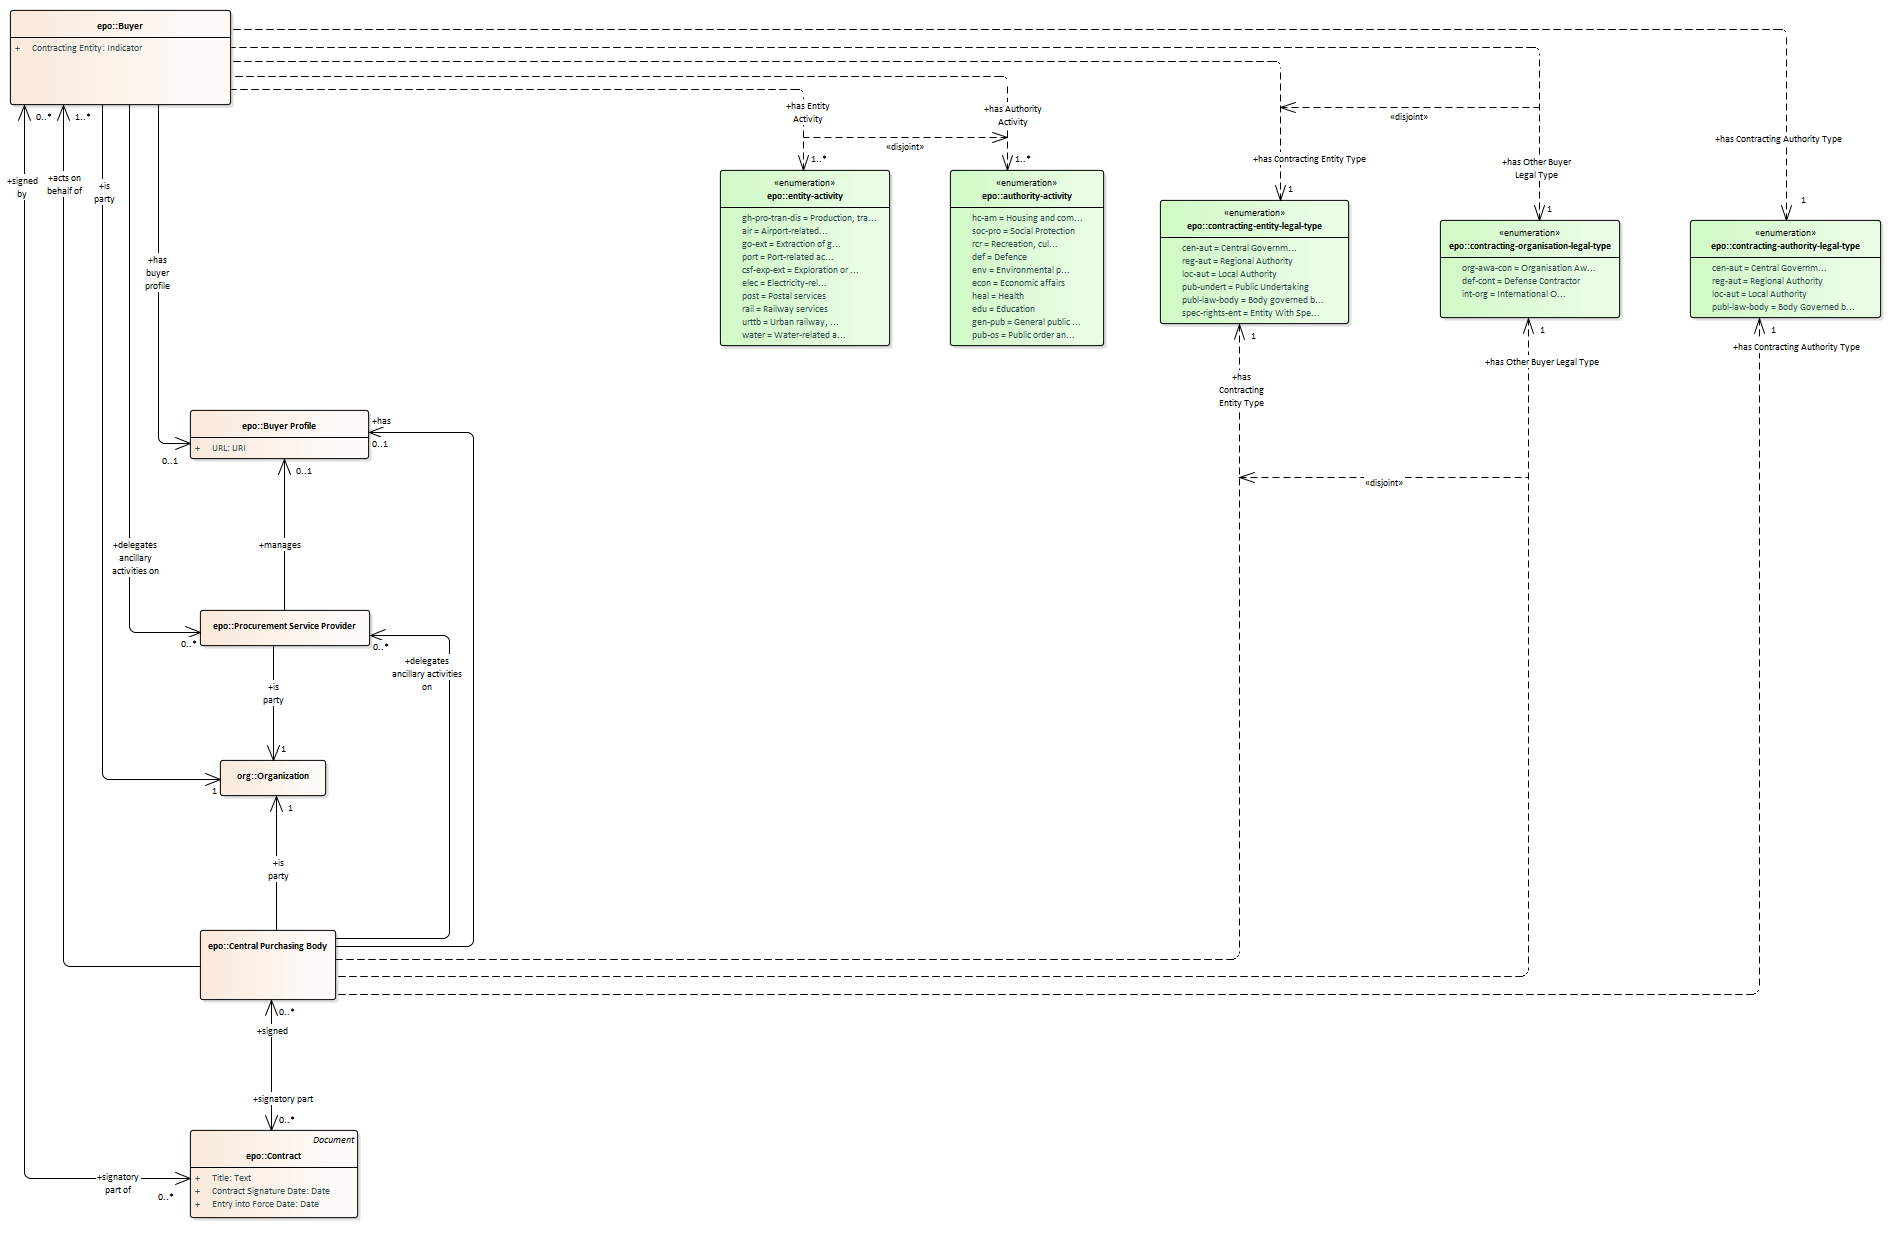 epo::Buyer
+ Contracting Entity: Indicator
0..*
1..*
+signed
by
+acts on
behalf of
+is
party
+has
buyer
profile
0..1
+delegates
ancillary
activities on
0..*
1
+has Entity
Activity
1..*
«disjoint»
+has Authority
Activity
1..*
+has Contracting Entity Type
1
«disjoint»
+has Other Buyer
Legal Type
1
+has Contracting Authority Type
1
«enumeration»
epo::entity-activity
gh-pro-tran-dis = Production, tra...
air = Airport-related...
go-ext = Extraction of g...
port = Port-related ac...
csf-exp-ext = Exploration or ...
elec = Electricity-rel...
post = Postal services
rail = Railway services
urttb = Urban railway, ...
water = Water-related a...
«enumeration»
epo::authority-activity
hc-am = Housing and com...
soc-pro = Social Protection
rcr = Recreation, cul...
def = Defence
env = Environmental p...
econ = Economic affairs
heal = Health
edu = Education
gen-pub = General public ...
pub-os = Public order an...
«enumeration»
epo::contracting-entity-legal-type
cen-aut = Central Governm...
reg-aut = Regional Authority
loc-aut = Local Authority
pub-undert = Public Undertaking
publ-law-body = Body governed b...
spec-rights-ent = Entity With Spe...
«enumeration»
epo::contracting-organisation-legal-type
org-awa-con = Organisation Aw...
def-cont = Defense Contractor
int-org = International O...
«enumeration»
epo::contracting-authority-legal-type
cen-aut = Central Governm...
reg-aut = Regional Authority
loc-aut = Local Authority
publ-law-body = Body Governed b...
1
+has
Contracting
Entity Type
1
+has Other Buyer Legal Type
1
+has Contracting Authority Type
«disjoint»
epo::Buyer Profile
+ URL: URI
+has
0..1
0..1
+manages
epo::Procurement Service Provider
0..*
+delegates
ancillary activities
on
+is
party
1
org::Organization
1
+is
party
epo::Central Purchasing Body
0..*
+signed
+signatory part
0..*
Document
epo::Contract
+ Title: Text
+ Contract Signature Date: Date
+ Entry into Force Date: Date
+signatory
part of
0..*